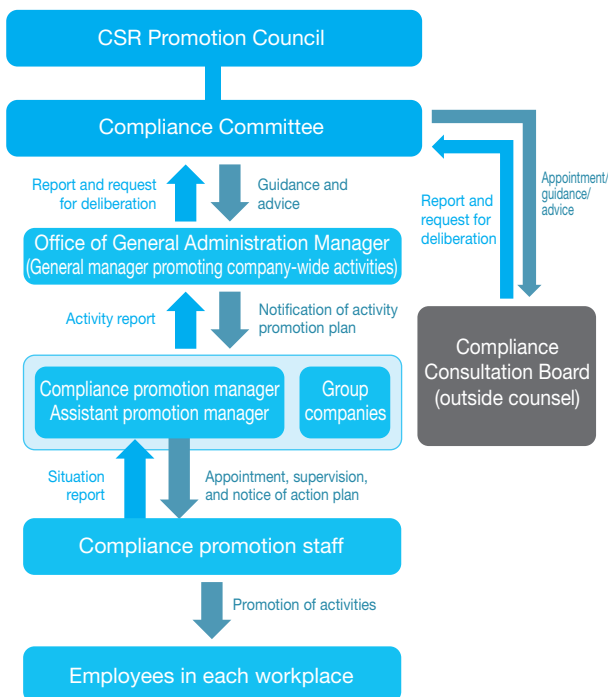 CSR Promotion Council
Compliance Committee
Report and request
for deliberation
Guidance and
advice
Appointment/
guidance/
advice
Report and
request for
deliberation
Office of General Administration Manager
(General manager promoting company-wide activities)
Activity report
Notification of activity
promotion plan
Compliance
Consultation Board
(outside counsel)
Compliance promotion manager
Assistant promotion manager
Group
companies
Situation
report
Appointment, supervision,
and notice of action plan
Compliance promotion staff
Promotion of activities
Employees in each workplace